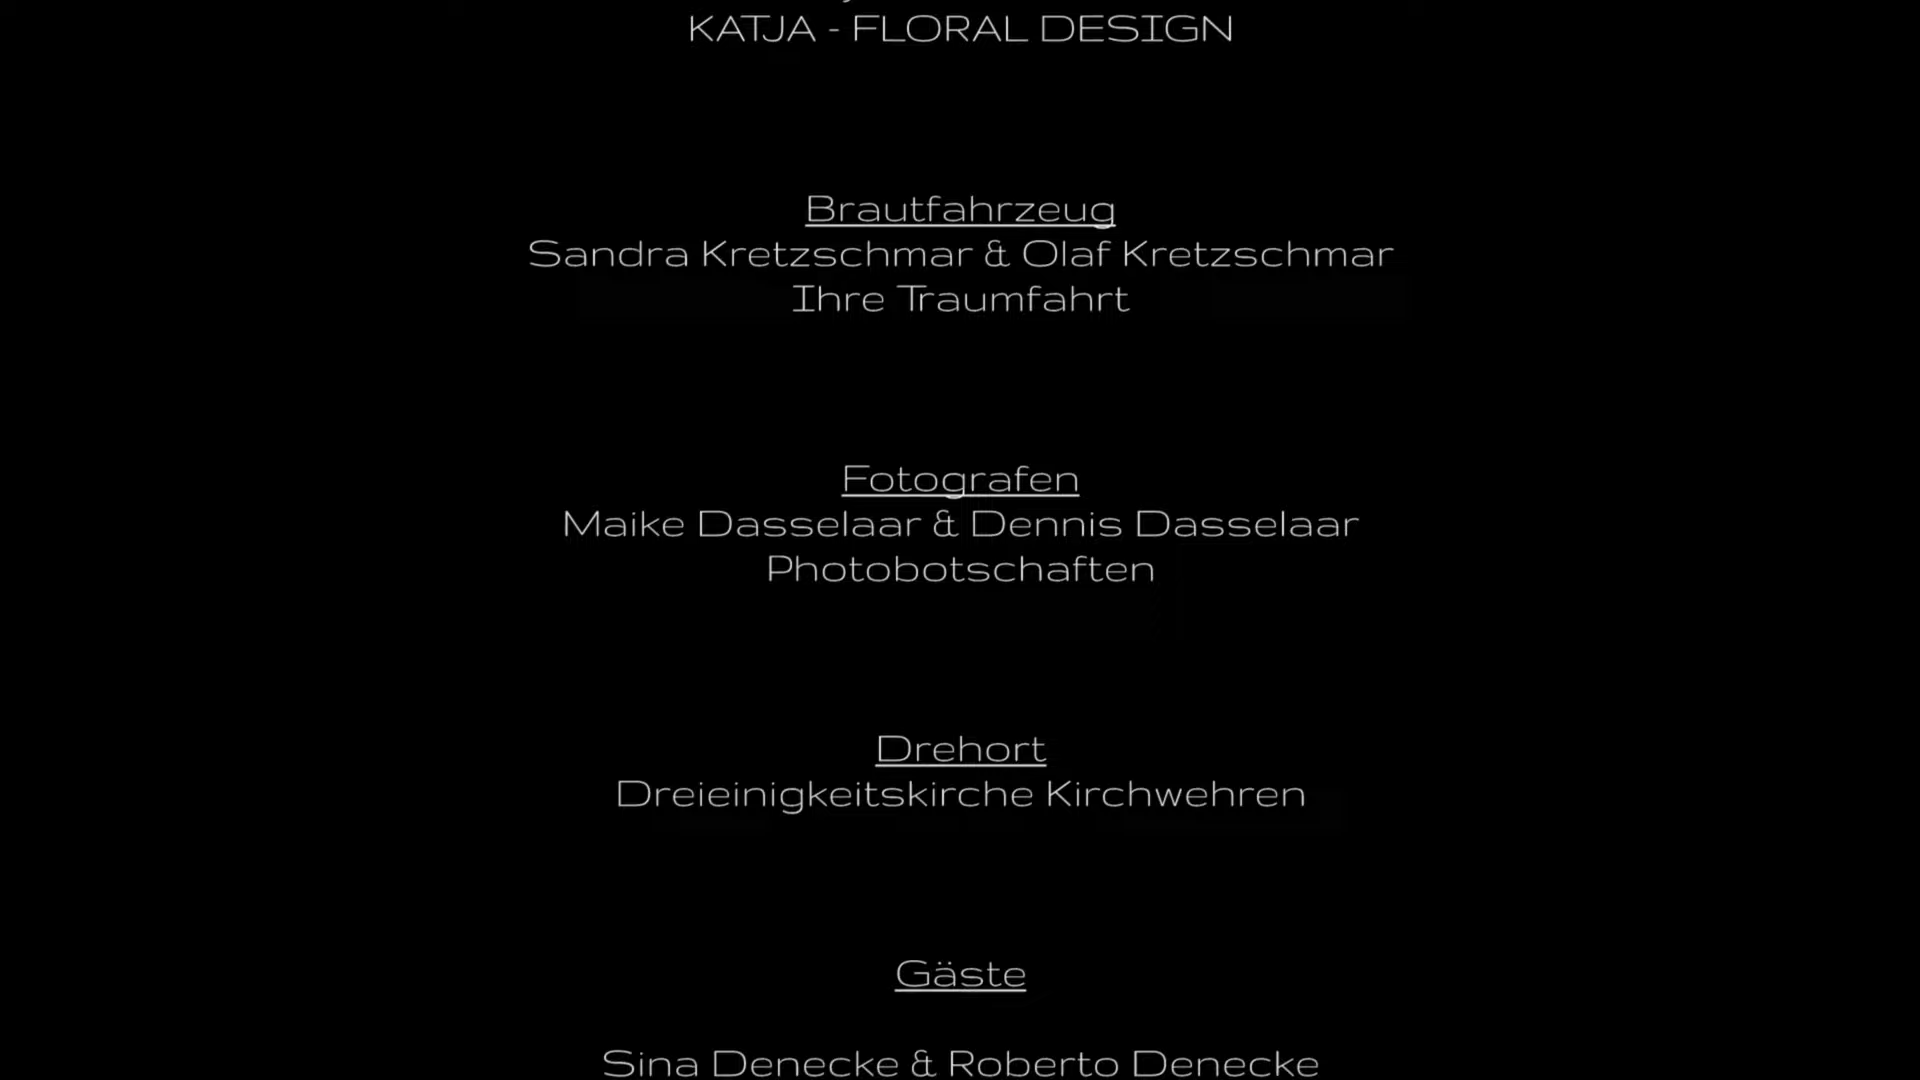 KATJA - FLORAL DESIGN
Brautfahrzeug
Sandra Kretzschmar & Olaf Kretzschmar
Ihre Traumfahrt
Fotografen
Maike Dasselaar & Dennis Dasselaar
Photobotschaften
Drehort
Dreieinigkeitskirche Kirchwehren
Gäste
Sina Denecke & Roberto Denecke